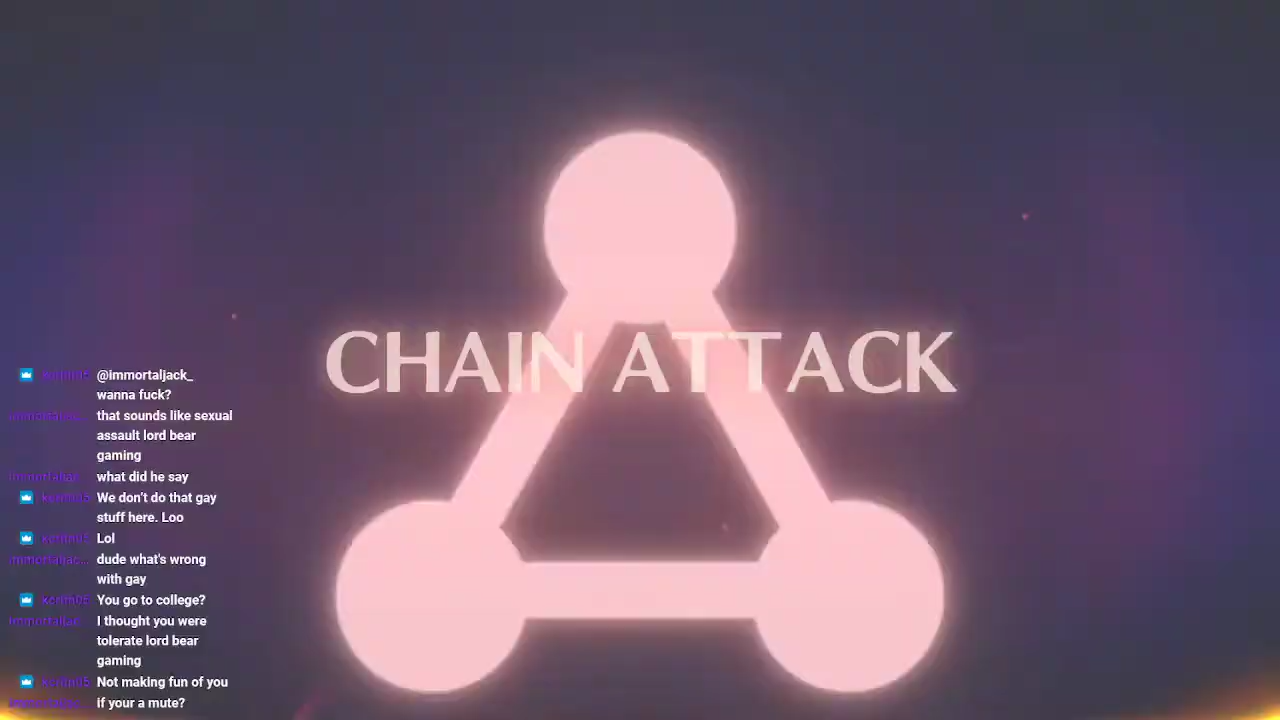 CHAIN ATTACK
@immortaljack_
wanna fuck?
that sounds like sexual
assault lord bear
gaming
what did he say
We don't do that gay
stuff here. Loo
Lol
dude what's wrong
with gay
You go to college?
I thought you were
tolerate lord bear
gaming
Not making fun of you
if your a mute?